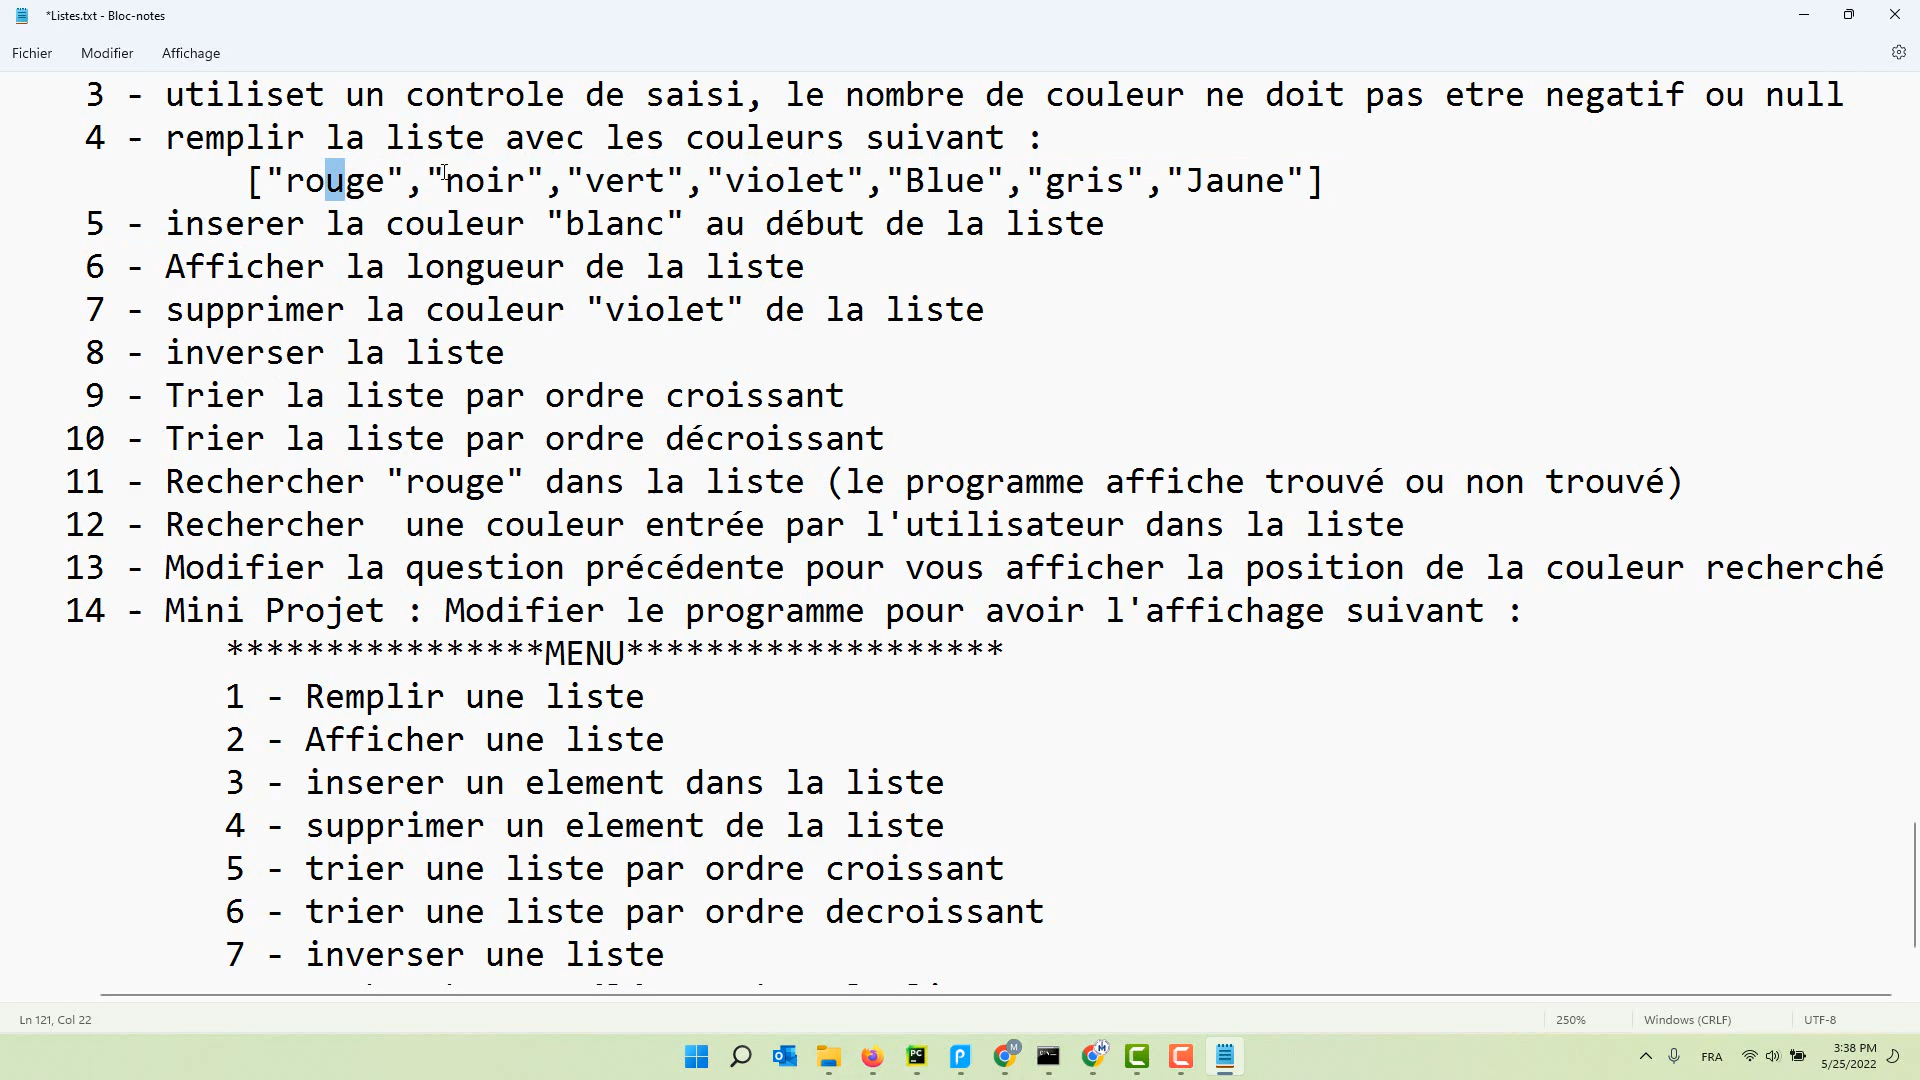 *Listes.txt - Bloc-notes
Fichier Modifier Affichage
3 - utiliset un controle de saisi, le nombre de couleur ne doit pas etre negatif ou null
4 - remplir la liste avec les couleurs suivant :
["rouge","noir","vert","violet","Blue","gris","Jaune"]
5 - inserer la couleur "blanc" au début de la liste
6 - Afficher la longueur de la liste
7 - supprimer la couleur "violet" de la liste
8 - inverser la liste
9 - Trier la liste par ordre croissant
10 - Trier la liste par ordre décroissant
11 - Rechercher "rouge" dans la liste (le programme affiche trouvé ou non trouvé)
12 - Rechercher  une couleur entrée par l'utilisateur dans la liste
13 - Modifier la question précédente pour vous afficher la position de la couleur recherché
14 - Mini Projet : Modifier le programme pour avoir l'affichage suivant :
****************MENU*******************
1 - Remplir une liste
2 - Afficher une liste
3 - inserer un element dans la liste
4 - supprimer un element de la liste
5 - trier une liste par ordre croissant
6 - trier une liste par ordre decroissant
7 - inverser une liste
Ln 121, Col 22 250% Windows (CRLF) UTF-8
FRA 3:38 PM
5/25/2022